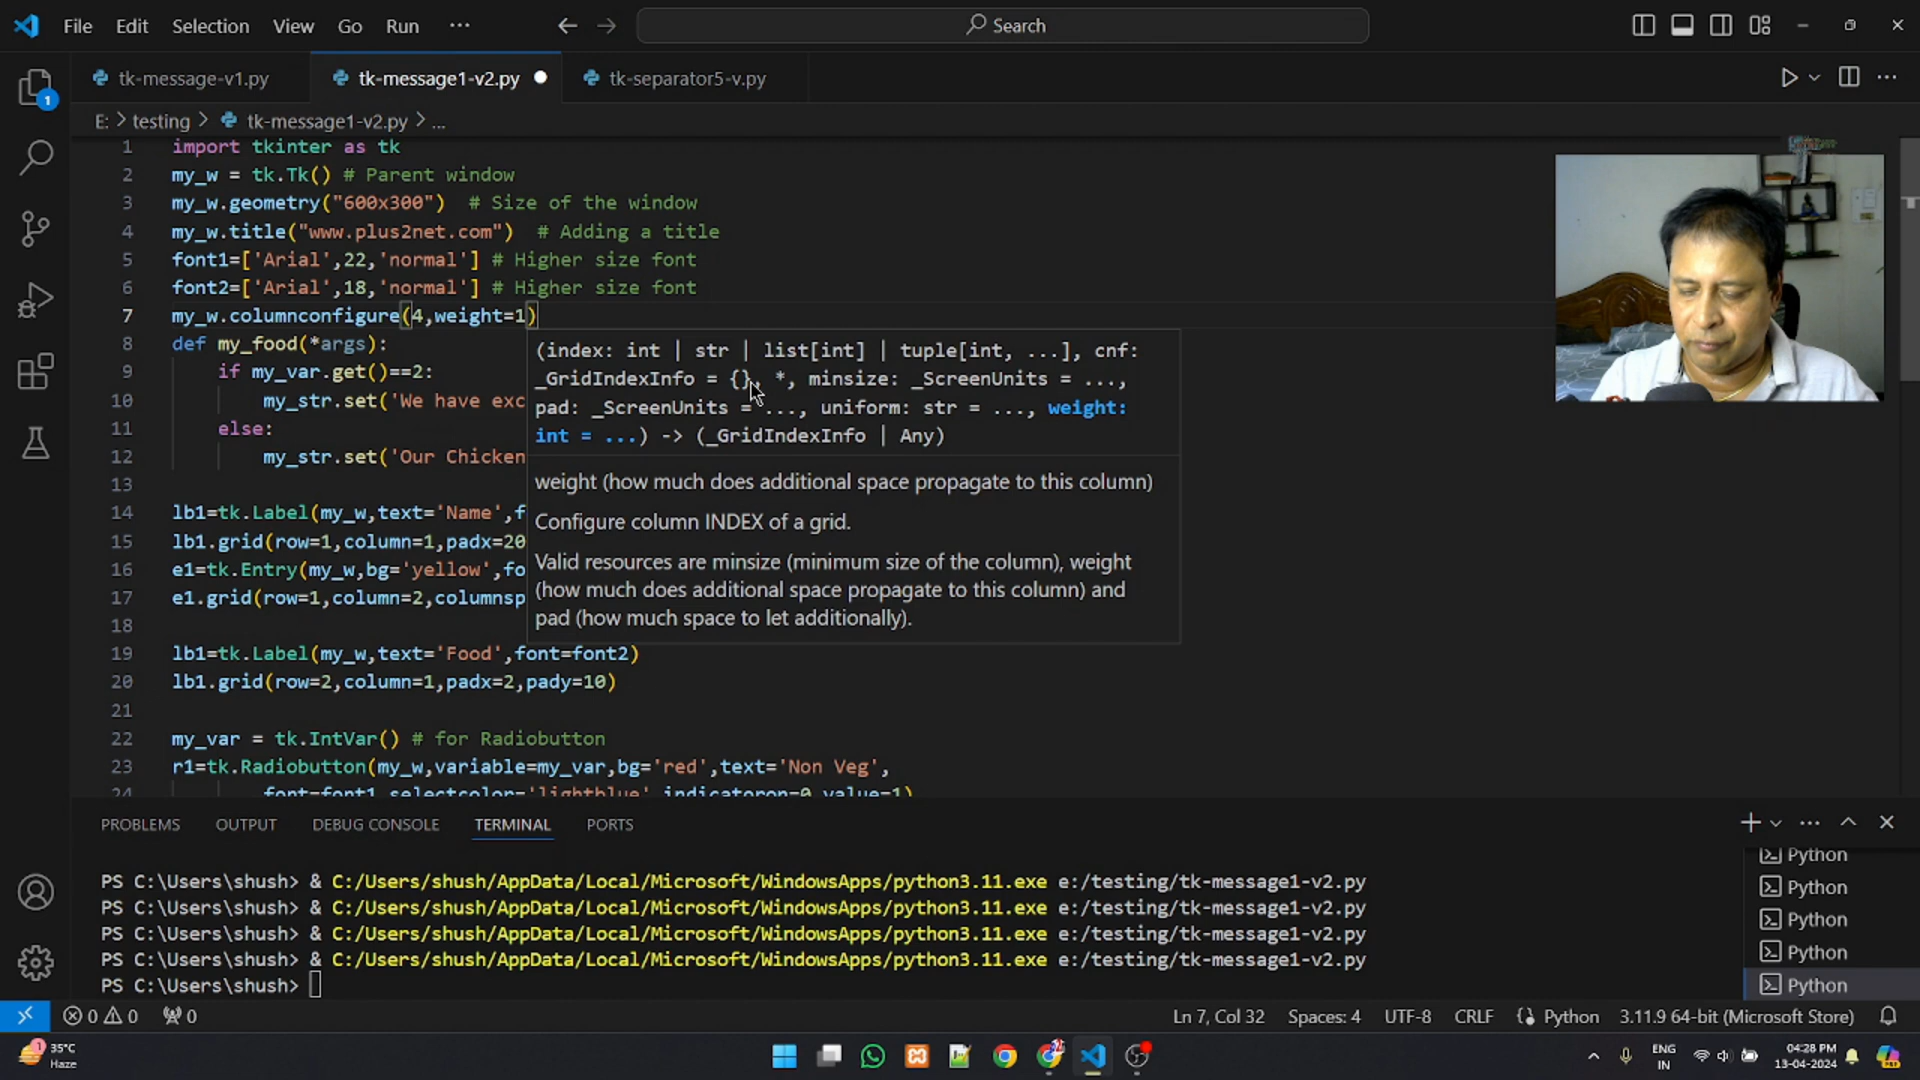 File Edit Selection View Go Run ... Search
tk-message-v1.py tk-message1-v2.py tk-separator5-v.py
E: > testing > tk-message1-v2.py > ...
1 import tkinter as tk
2 my_w = tk.Tk() # Parent window
3 my_w.geometry("600x300") # Size of the window
4 my_w.title("www.plus2net.com") # Adding a title
5 font1=['Arial',22,'normal'] # Higher size font
6 font2=['Arial',18,'normal'] # Higher size font
7 my_w.columnconfigure(4,weight=1)
8 def my_food(*args):
9 if my_var.get()==2:
10 my_str.set('We have exc
11 else:
12 my_str.set('Our Chicken
13
14 lb1=tk.Label(my_w,text='Name',f
15 lb1.grid(row=1,column=1,padx=20
16 e1=tk.Entry(my_w,bg='yellow',fo
17 e1.grid(row=1,column=2,columnsp
18
19 lb1=tk.Label(my_w,text='Food',font=font2)
20 lb1.grid(row=2,column=1,padx=2,pady=10)
21
22 my_var = tk.IntVar() # for Radiobutton
23 r1=tk.Radiobutton(my_w,variable=my_var,bg='red',text='Non Veg',
24 font=font1,selectcolor='lightblue',indicatoron=0,value=1)
(index: int | str | list[int] | tuple[int, ...], cnf:
_GridIndexInfo = {}, *, minsize: _ScreenUnits = ...,
pad: _ScreenUnits = ..., uniform: str = ..., weight:
int = ...) -> (_GridIndexInfo | Any)
weight (how much does additional space propagate to this column)
Configure column INDEX of a grid.
Valid resources are minsize (minimum size of the column), weight
(how much does additional space propagate to this column) and
pad (how much space to let additionally).
PROBLEMS OUTPUT DEBUG CONSOLE TERMINAL PORTS
PS C:\Users\shush> & C:/Users/shush/AppData/Local/Microsoft/WindowsApps/python3.11.exe e:/testing/tk-message1-v2.py
PS C:\Users\shush> & C:/Users/shush/AppData/Local/Microsoft/WindowsApps/python3.11.exe e:/testing/tk-message1-v2.py
PS C:\Users\shush> & C:/Users/shush/AppData/Local/Microsoft/WindowsApps/python3.11.exe e:/testing/tk-message1-v2.py
PS C:\Users\shush> & C:/Users/shush/AppData/Local/Microsoft/WindowsApps/python3.11.exe e:/testing/tk-message1-v2.py
PS C:\Users\shush>
Python
Python
Python
Python
Python
0 0 0 Ln 7, Col 32 Spaces: 4 UTF-8 CRLF {} Python 3.11.9 64-bit (Microsoft Store)
35°C
Haze
ENG
IN
04:28 PM
13-04-2024